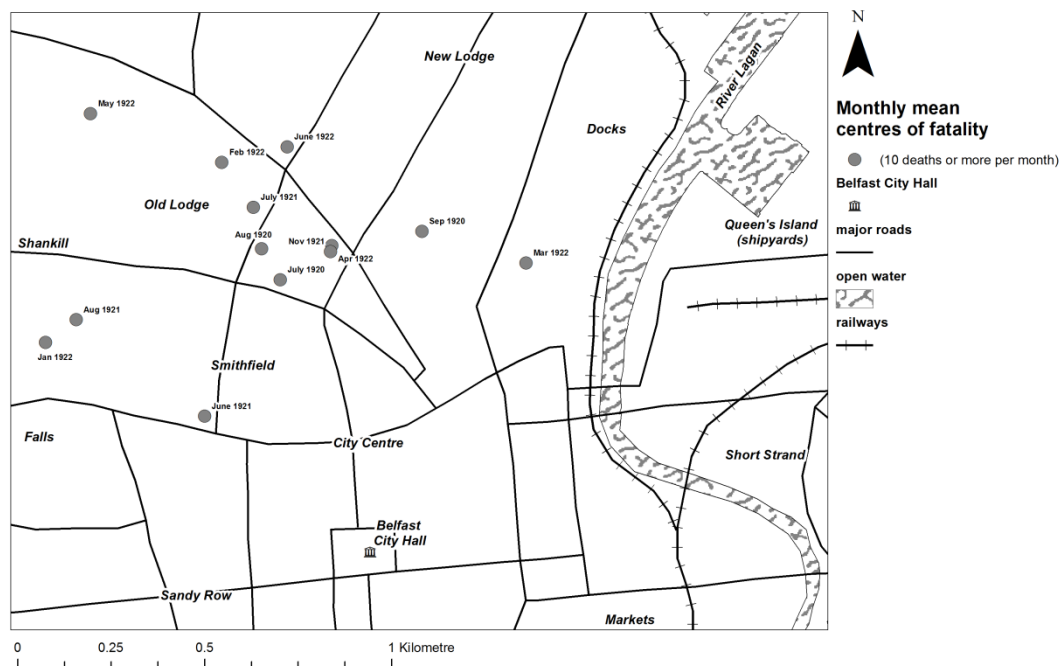 N
New Lodge
River Lagan
May 1922
June 1922
Docks
Feb 1922
Old Lodge
July 1921
Sep 1920
Queen's Island
(shipyards)
Shankill
Aug 1920
Nov 1921
Apr 1922
Mar 1922
July 1920
Aug 1921
Jan 1922
Smithfield
June 1921
Falls
City Centre
Short Strand
Belfast
City Hall
Sandy Row
Markets
Monthly mean
centres of fatality
(10 deaths or more per month)
Belfast City Hall
major roads
open water
railways
0 0.25 0.5 1 Kilometre